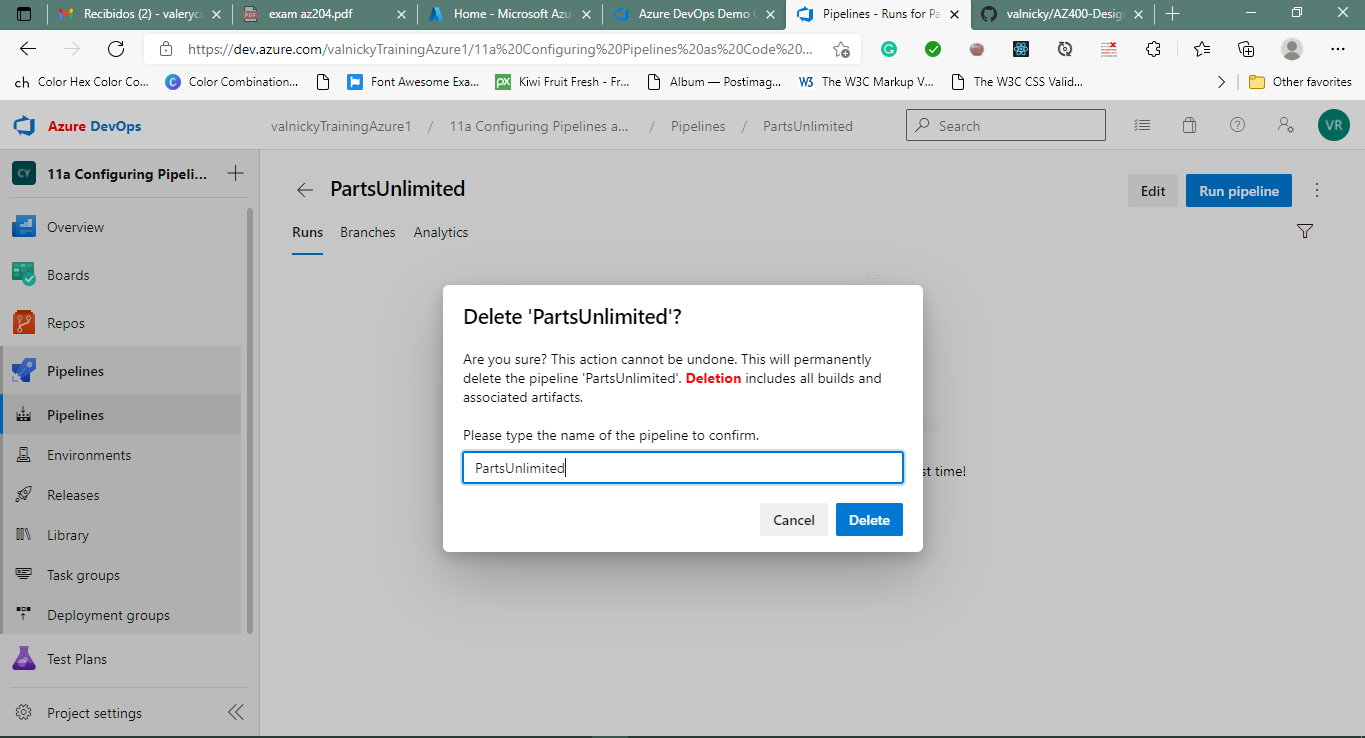 Recibidos (2) - valeryc
exam az204.pdf
Home - Microsoft Azu
Azure DevOps Demo
Pipelines - Runs for Pa
valnicky/AZ400-Desig
https://dev.azure.com/valnickyTrainingAzure1/11a%20Configuring%20Pipelines%20as%20Code%20...
ch Color Hex Color Co...
Color Combination...
Font Awesome Exa...
px Kiwi Fruit Fresh - Fr...
Album — Postimag...
W3 The W3C Markup V...
The W3C CSS Valid...
Other favorites
Azure DevOps
valnickyTrainingAzure1 / 11a Configuring Pipelines a... / Pipelines / PartsUnlimited
Search
VR
CY 11a Configuring Pipeli...
Overview
Boards
Repos
Pipelines
Pipelines
Environments
Releases
Library
Task groups
Deployment groups
Test Plans
Project settings
PartsUnlimited
Edit
Run pipeline
Runs
Branches
Analytics
Delete 'PartsUnlimited'?
Are you sure? This action cannot be undone. This will permanently
delete the pipeline 'PartsUnlimited'. Deletion includes all builds and
associated artifacts.
Please type the name of the pipeline to confirm.
PartsUnlimited
st time!
Cancel
Delete